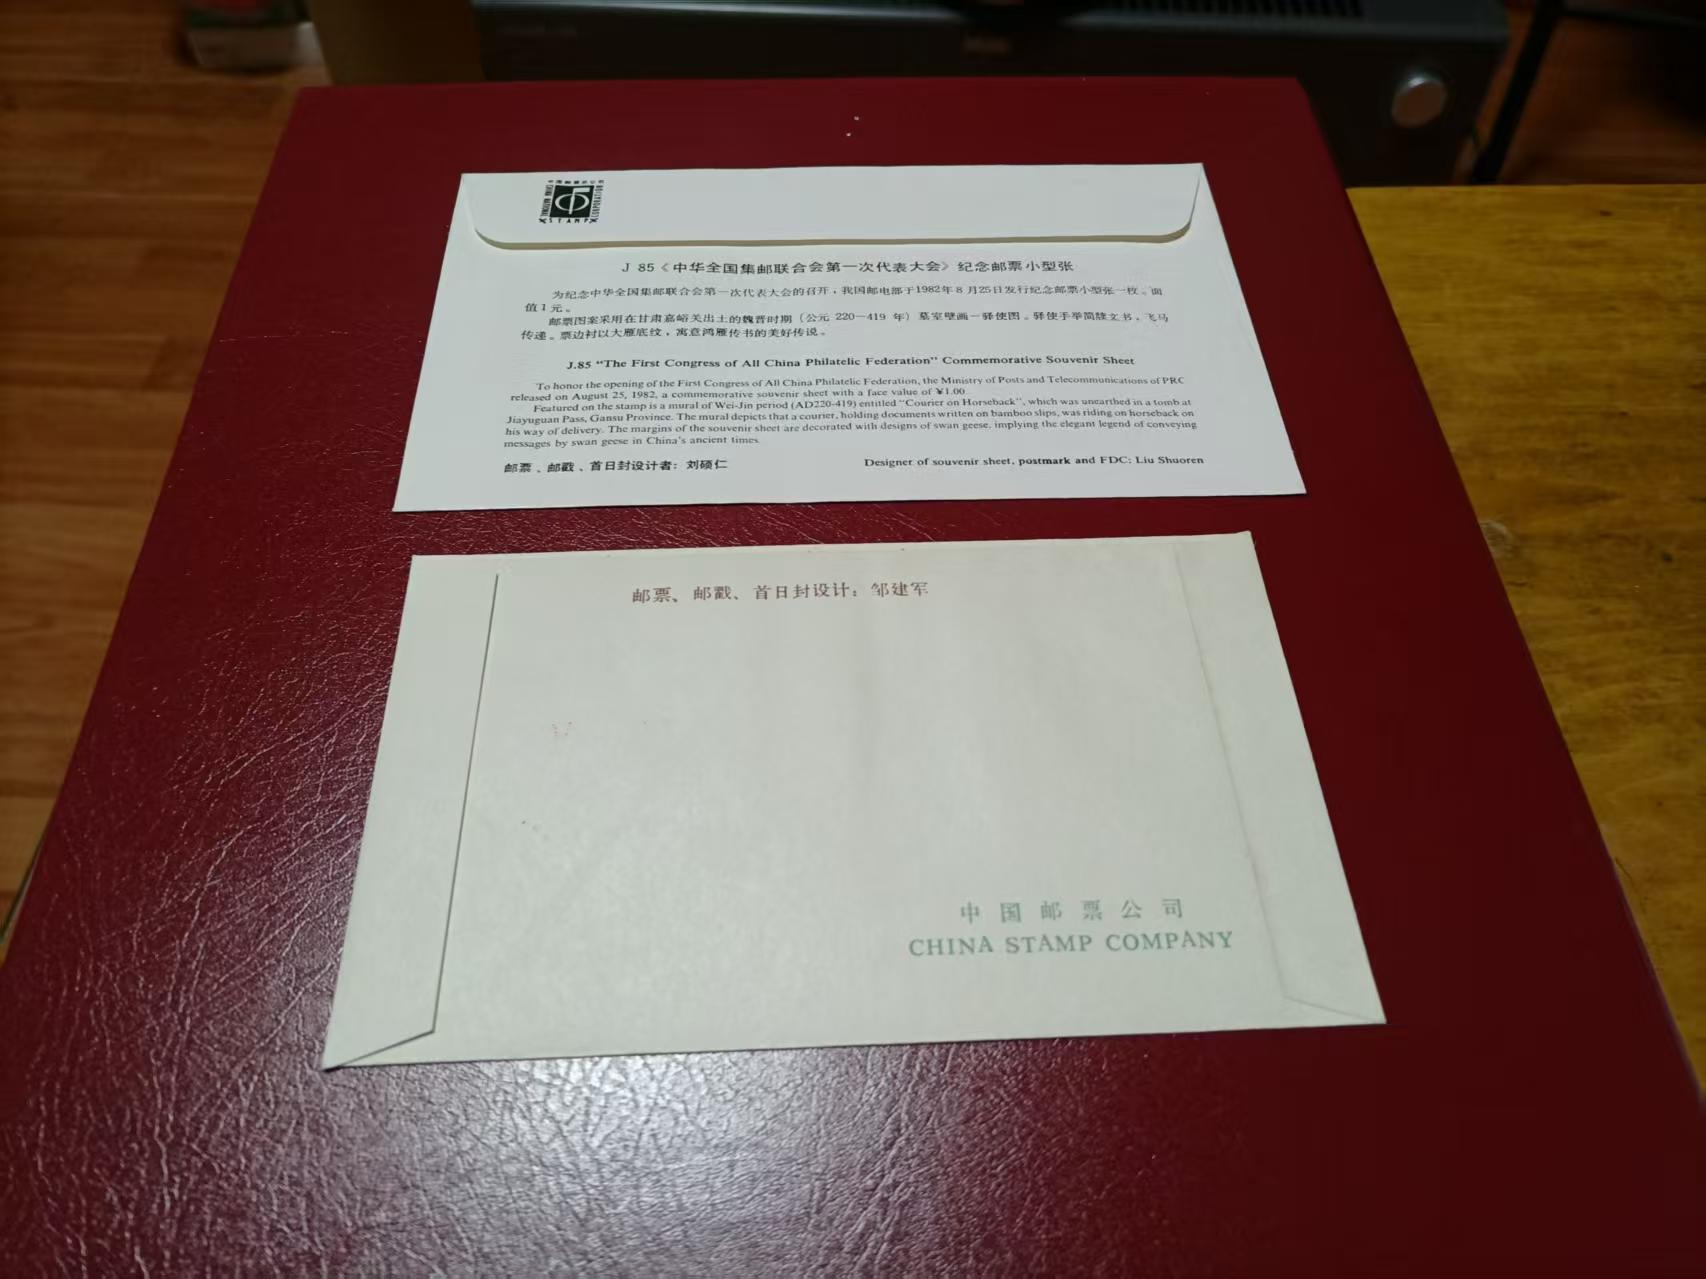 CHINA NATIONAL
STAMP
CORPORATION
J 85《中华全国集邮联合会第一次代表大会》纪念邮票小型张
为纪念中华全国集邮联合会第一次代表大会的召开，我国邮电部于1982年8月25日发行纪念邮票小型张一枚。面
值1元。
邮票图案采用在甘肃嘉峪关出土的魏晋时期（公元 220—419 年）墓室壁画—驿使图。驿使手举简牍文书，飞马
传递。票边衬以大雁底纹，寓意鸿雁传书的美好传说。
J.85 “The First Congress of All China Philatelic Federation” Commemorative Souvenir Sheet
To honor the opening of the First Congress of All China Philatelic Federation, the Ministry of Posts and Telecommunications of PRC
released on August 25, 1982, a commemorative souvenir sheet with a face value of ¥1.00.
Featured on the stamp is a mural of Wei-Jin period (AD220-419) entitled “Courier on Horseback”, which was unearthed in a tomb at
Jiayuguan Pass, Gansu Province. The mural depicts that a courier, holding documents written on bamboo slips, was riding on horseback on
his way of delivery. The margins of the souvenir sheet are decorated with designs of swan geese, implying the elegant legend of conveying
messages by swan geese in China’s ancient times.
邮票、邮戳、首日封设计者：刘硕仁
Designer of souvenir sheet, postmark and FDC: Liu Shuoren
邮票、邮戳、首日封设计：邹建军
中国邮票公司
CHINA STAMP COMPANY